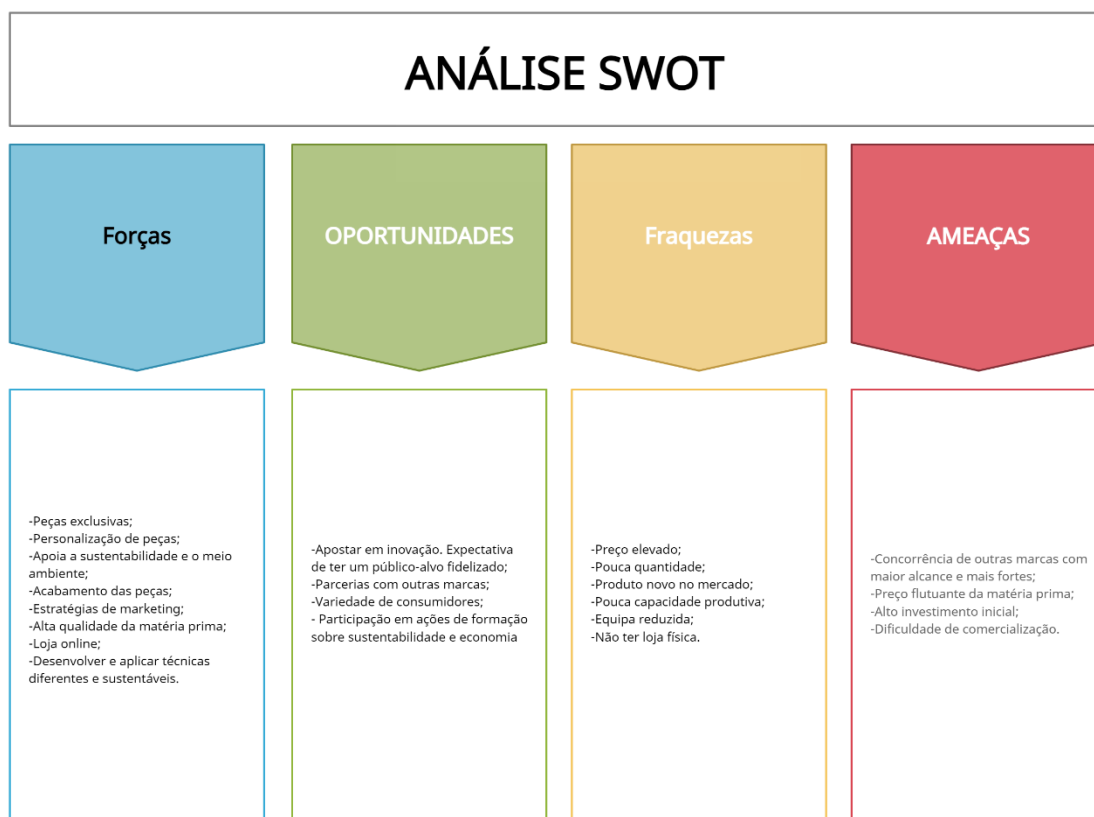 ANÁLISE SWOT
Forças
OPORTUNIDADES
Fraquezas
AMEAÇAS
-Peças exclusivas;
-Personalização de peças;
-Apoia a sustentabilidade e o meio
ambiente;
-Acabamento das peças;
-Estratégias de marketing;
-Alta qualidade da matéria prima;
-Loja online;
-Desenvolver e aplicar técnicas
diferentes e sustentáveis.
-Apostar em inovação. Expectativa
de ter um público-alvo fidelizado;
-Parcerias com outras marcas;
-Variedade de consumidores;
- Participação em ações de formação
sobre sustentabilidade e economia
-Preço elevado;
-Pouca quantidade;
-Produto novo no mercado;
-Pouca capacidade produtiva;
-Equipa reduzida;
-Não ter loja física.
-Concorrência de outras marcas com
maior alcance e mais fortes;
-Preço flutuante da matéria prima;
-Alto investimento inicial;
-Dificuldade de comercialização.